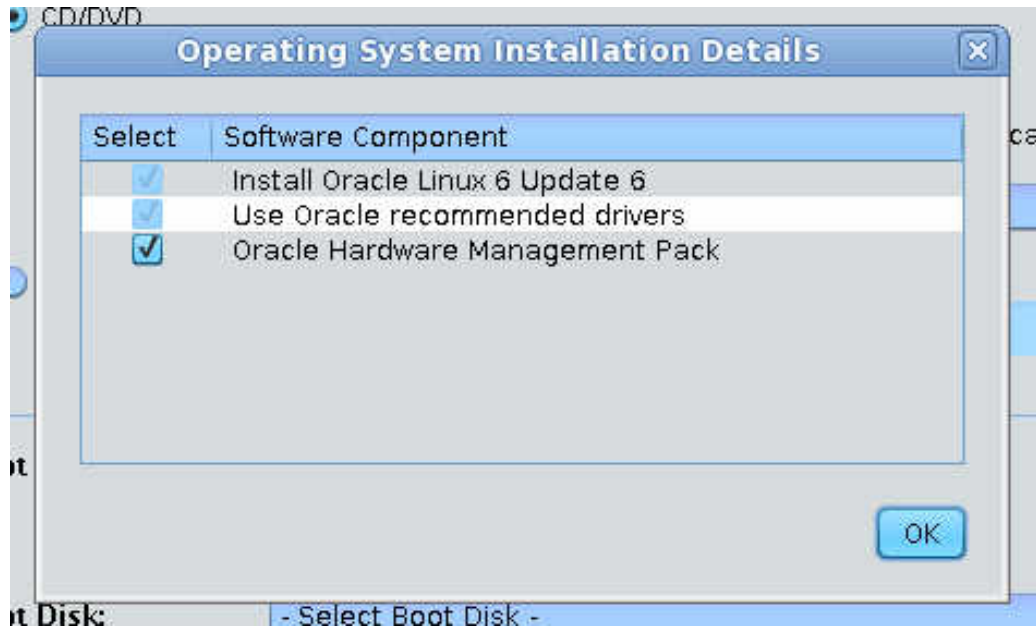 CD/DVD
Operating System Installation Details
Select Software Component
Install Oracle Linux 6 Update 6
Use Oracle recommended drivers
Oracle Hardware Management Pack
OK
Disk: - Select Boot Disk -